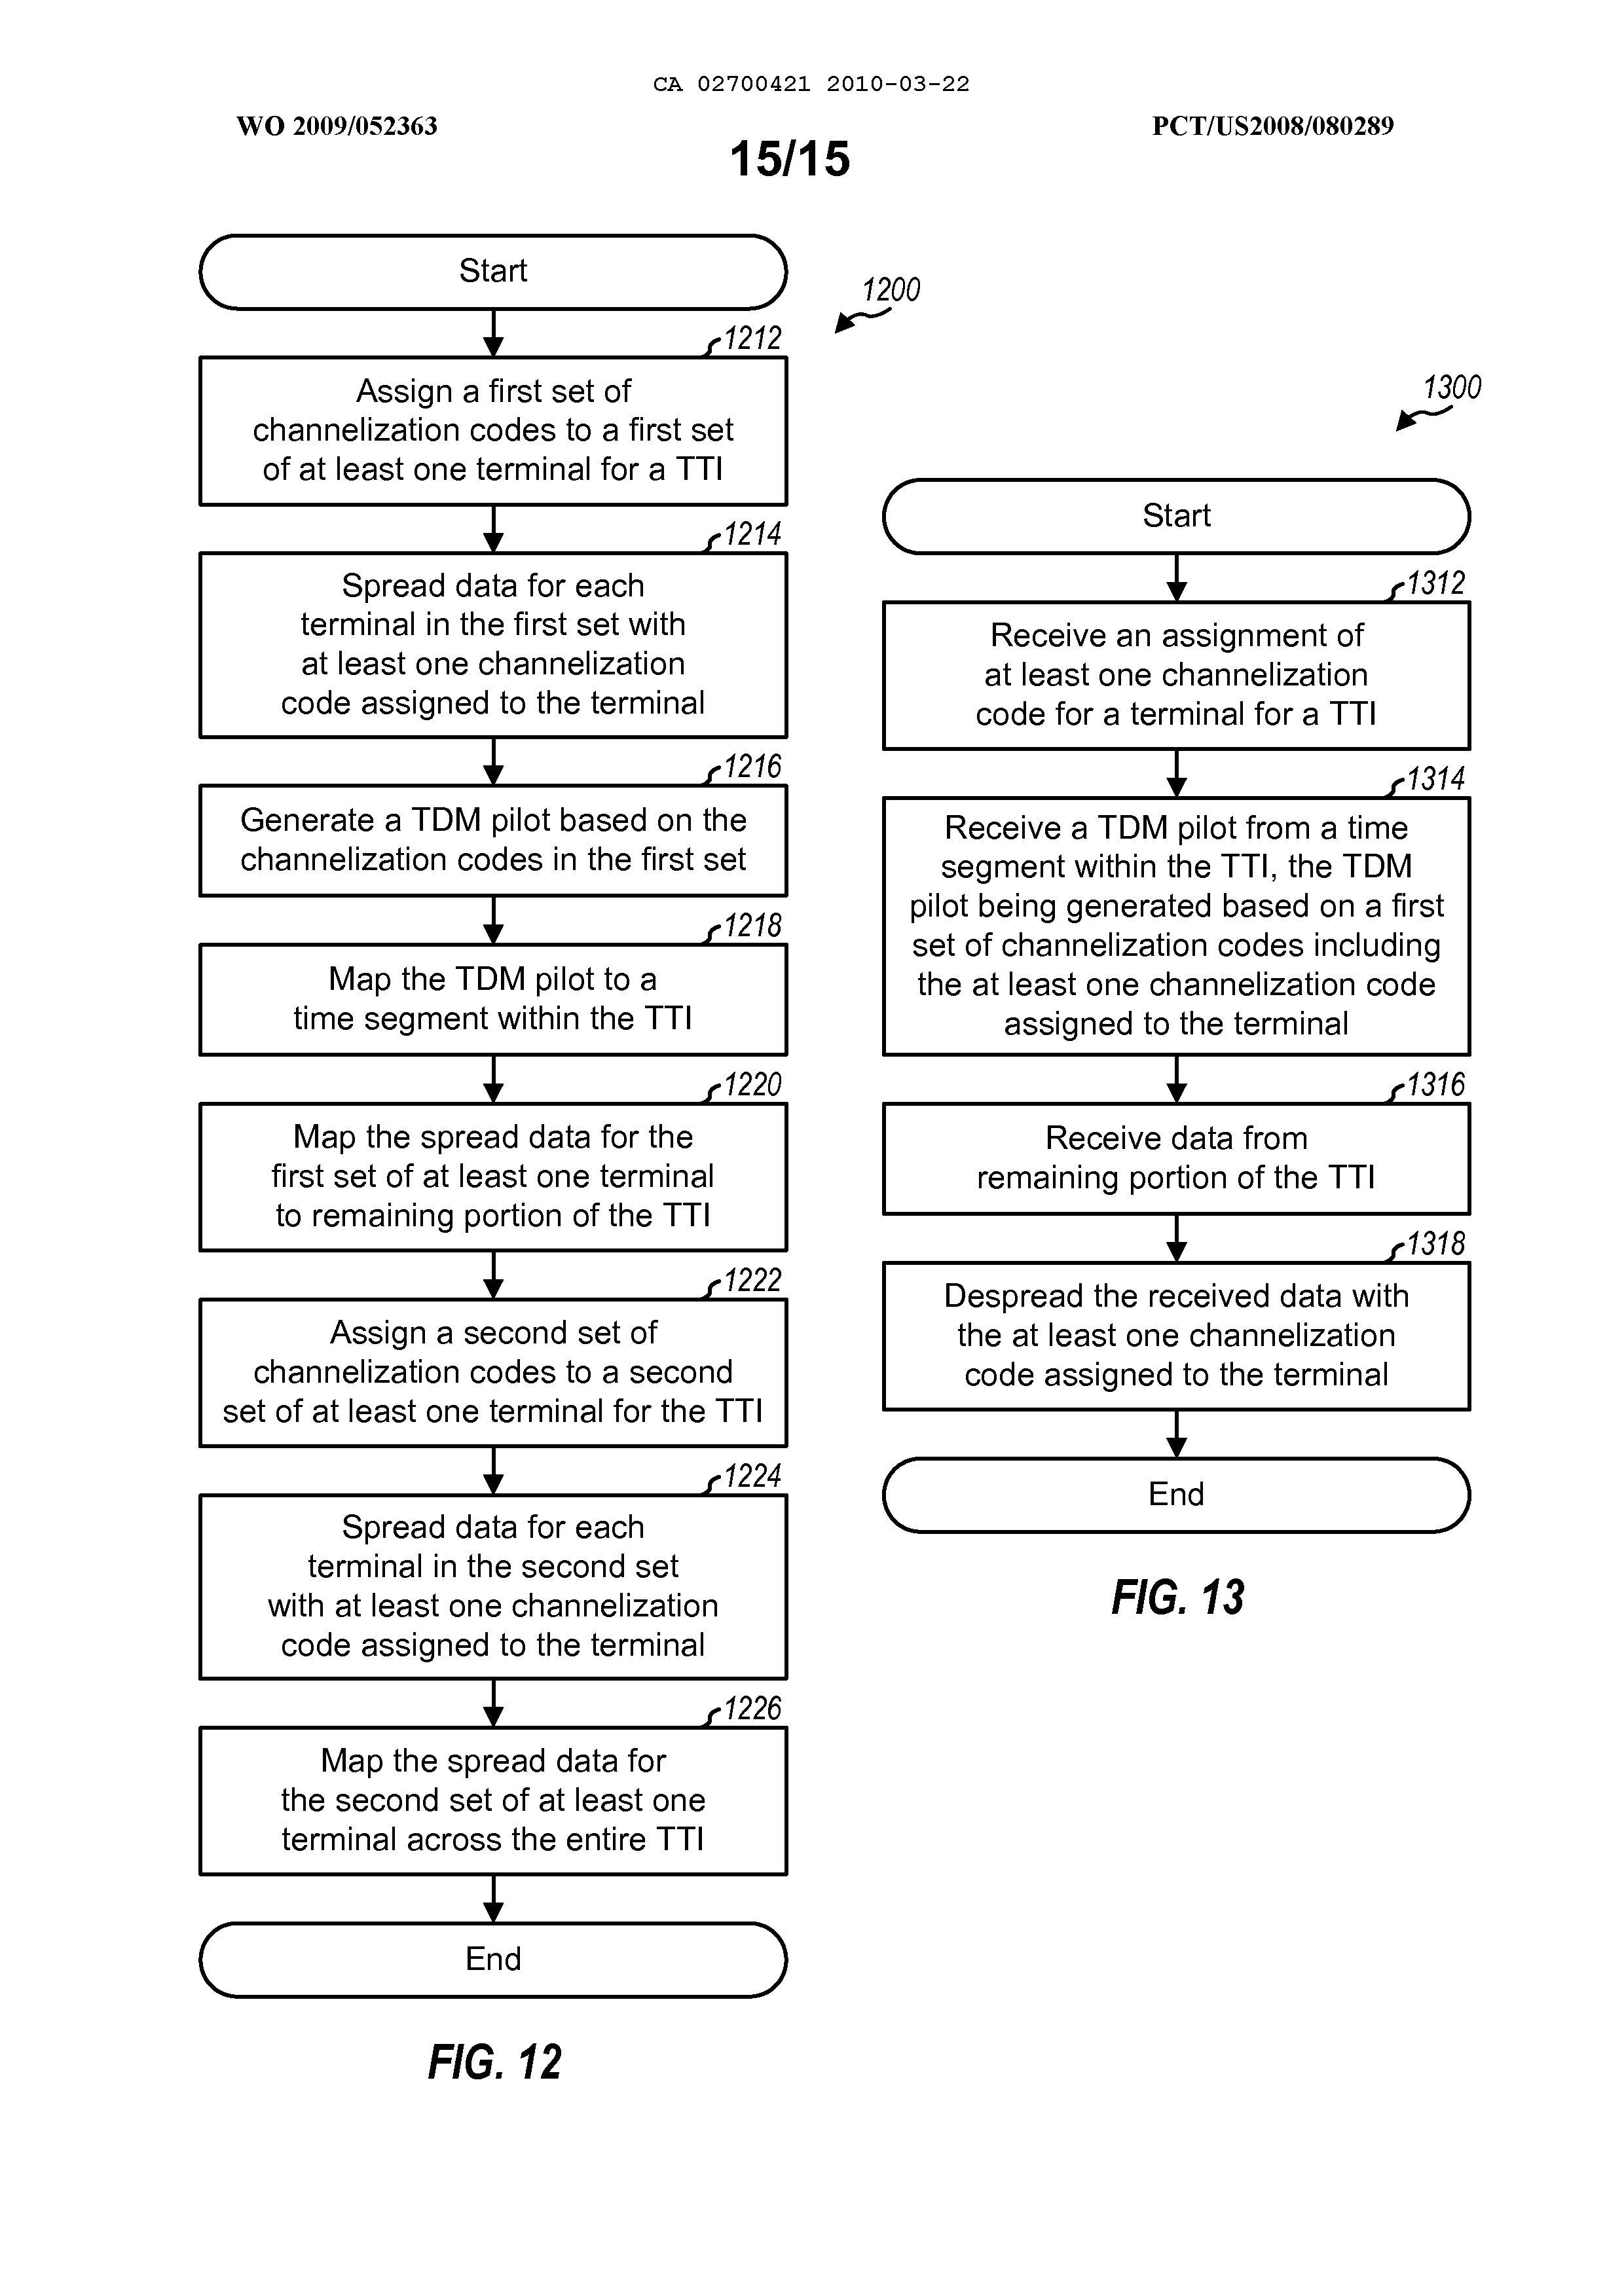 CA 02700421 2010-03-22
WO 2009/052363
PCT/US2008/080289
15/15
Start
1200
1212
Assign a first set of
channelization codes to a first set
of at least one terminal for a TTI
1214
Spread data for each
terminal in the first set with
at least one channelization
code assigned to the terminal
1216
Generate a TDM pilot based on the
channelization codes in the first set
1218
Map the TDM pilot to a
time segment within the TTI
1220
Map the spread data for the
first set of at least one terminal
to remaining portion of the TTI
1222
Assign a second set of
channelization codes to a second
set of at least one terminal for the TTI
1224
Spread data for each
terminal in the second set
with at least one channelization
code assigned to the terminal
1226
Map the spread data for
the second set of at least one
terminal across the entire TTI
End
FIG. 12
1300
Start
1312
Receive an assignment of
at least one channelization
code for a terminal for a TTI
1314
Receive a TDM pilot from a time
segment within the TTI, the TDM
pilot being generated based on a first
set of channelization codes including
the at least one channelization code
assigned to the terminal
1316
Receive data from
remaining portion of the TTI
1318
Despread the received data with
the at least one channelization
code assigned to the terminal
End
FIG. 13